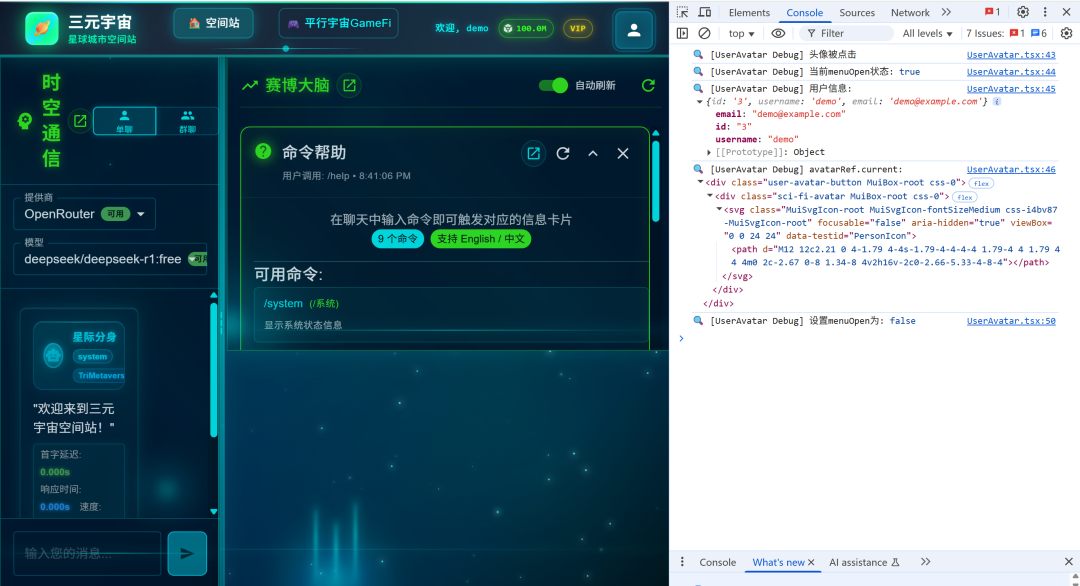 三元宇宙
星球城市空间站
空间站
平行宇宙GameFi
欢迎, demo
100.0M
VIP
时
空
通
信
单聊
群聊
提供商
OpenRouter 可用
模型
deepseek/deepseek-r1:free
星际分身
system
TriMetavers
"欢迎来到三元
宇宙空间站！"
首字延迟:
0.000s
响应时间:
0.000s 速度:
输入您的消息...
赛博大脑
自动刷新
命令帮助
用户调用: /help • 8:41:06 PM
在聊天中输入命令即可触发对应的信息卡片
9 个命令 支持 English / 中文
可用命令:
/system (/系统)
显示系统状态信息
Elements Console Sources Network 1
top Filter All levels 7 Issues: 1 6
[UserAvatar Debug] 头像被点击 UserAvatar.tsx:43
[UserAvatar Debug] 当前menuOpen状态: true UserAvatar.tsx:44
[UserAvatar Debug] 用户信息: UserAvatar.tsx:45
{id: '3', username: 'demo', email: 'demo@example.com'}
email: "demo@example.com"
id: "3"
username: "demo"
[[Prototype]]: Object
[UserAvatar Debug] avatarRef.current: UserAvatar.tsx:46
<div class="user-avatar-button MuiBox-root css-0"> flex
<div class="sci-fi-avatar MuiBox-root css-0"> flex
<svg class="MuiSvgIcon-root MuiSvgIcon-fontSizeMedium css-i4bv87
-MuiSvgIcon-root" focusable="false" aria-hidden="true" viewBox=
"0 0 24 24" data-testid="PersonIcon">
<path d="M12 12c2.21 0 4-1.79 4-4s-1.79-4-4-4-4 1.79-4 4 1.79 4
4 4m0 2c-2.67 0-8 1.34-8 4v2h16v-2c0-2.66-5.33-4-8-4"></path>
</svg>
</div>
</div>
[UserAvatar Debug] 设置menuOpen为: false UserAvatar.tsx:50
Console What's new AI assistance